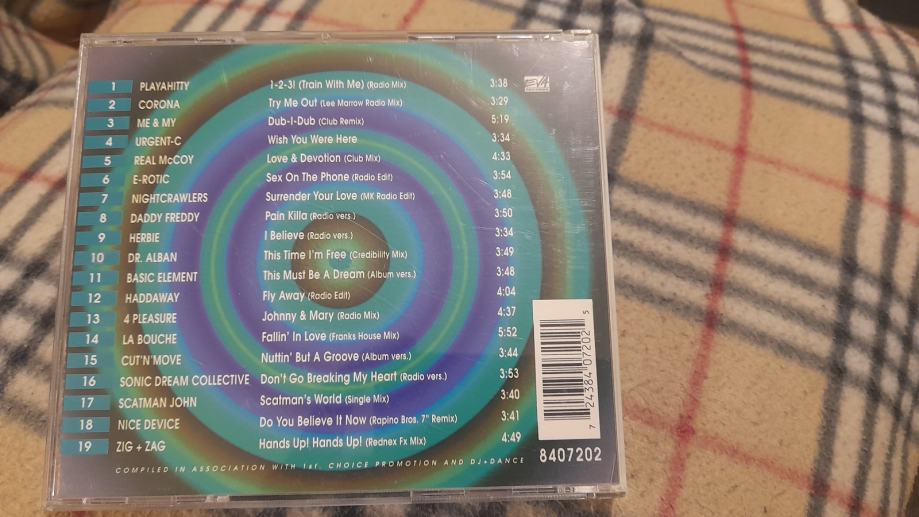 1 PLAYAHITTY 1-2-3! (Train With Me) (Radio Mix) 3:38
2 CORONA Try Me Out (Lee Marrow Radio Mix) 3:29
3 ME & MY Dub-I-Dub (Club Remix) 5:19
4 URGENT-C Wish You Were Here 3:34
5 REAL McCOY Love & Devotion (Club Mix) 4:33
6 E-ROTIC Sex On The Phone (Radio Edit) 3:54
7 NIGHTCRAWLERS Surrender Your Love (MK Radio Edit) 3:48
8 DADDY FREDDY Pain Killa (Radio vers.) 3:50
9 HERBIE I Believe (Radio vers.) 3:34
10 DR. ALBAN This Time I'm Free (Credibility Mix) 3:49
11 BASIC ELEMENT This Must Be A Dream (Album vers.) 3:48
12 HADDAWAY Fly Away (Radio Edit) 4:04
13 4 PLEASURE Johnny & Mary (Radio Mix) 4:37
14 LA BOUCHE Fallin' In Love (Franks House Mix) 5:52
15 CUT'N'MOVE Nuttin' But A Groove (Album vers.) 3:44
16 SONIC DREAM COLLECTIVE Don't Go Breaking My Heart (Radio vers.) 3:53
17 SCATMAN JOHN Scatman's World (Single Mix) 3:40
18 NICE DEVICE Do You Believe It Now (Rapino Bros. 7" Remix) 3:41
19 ZIG + ZAG Hands Up! Hands Up! (Rednex Fx Mix) 4:49
COMPILED IN ASSOCIATION WITH 1st. CHOICE PROMOTION AND DJ+DANCE
7 24384 07202 5
8407202